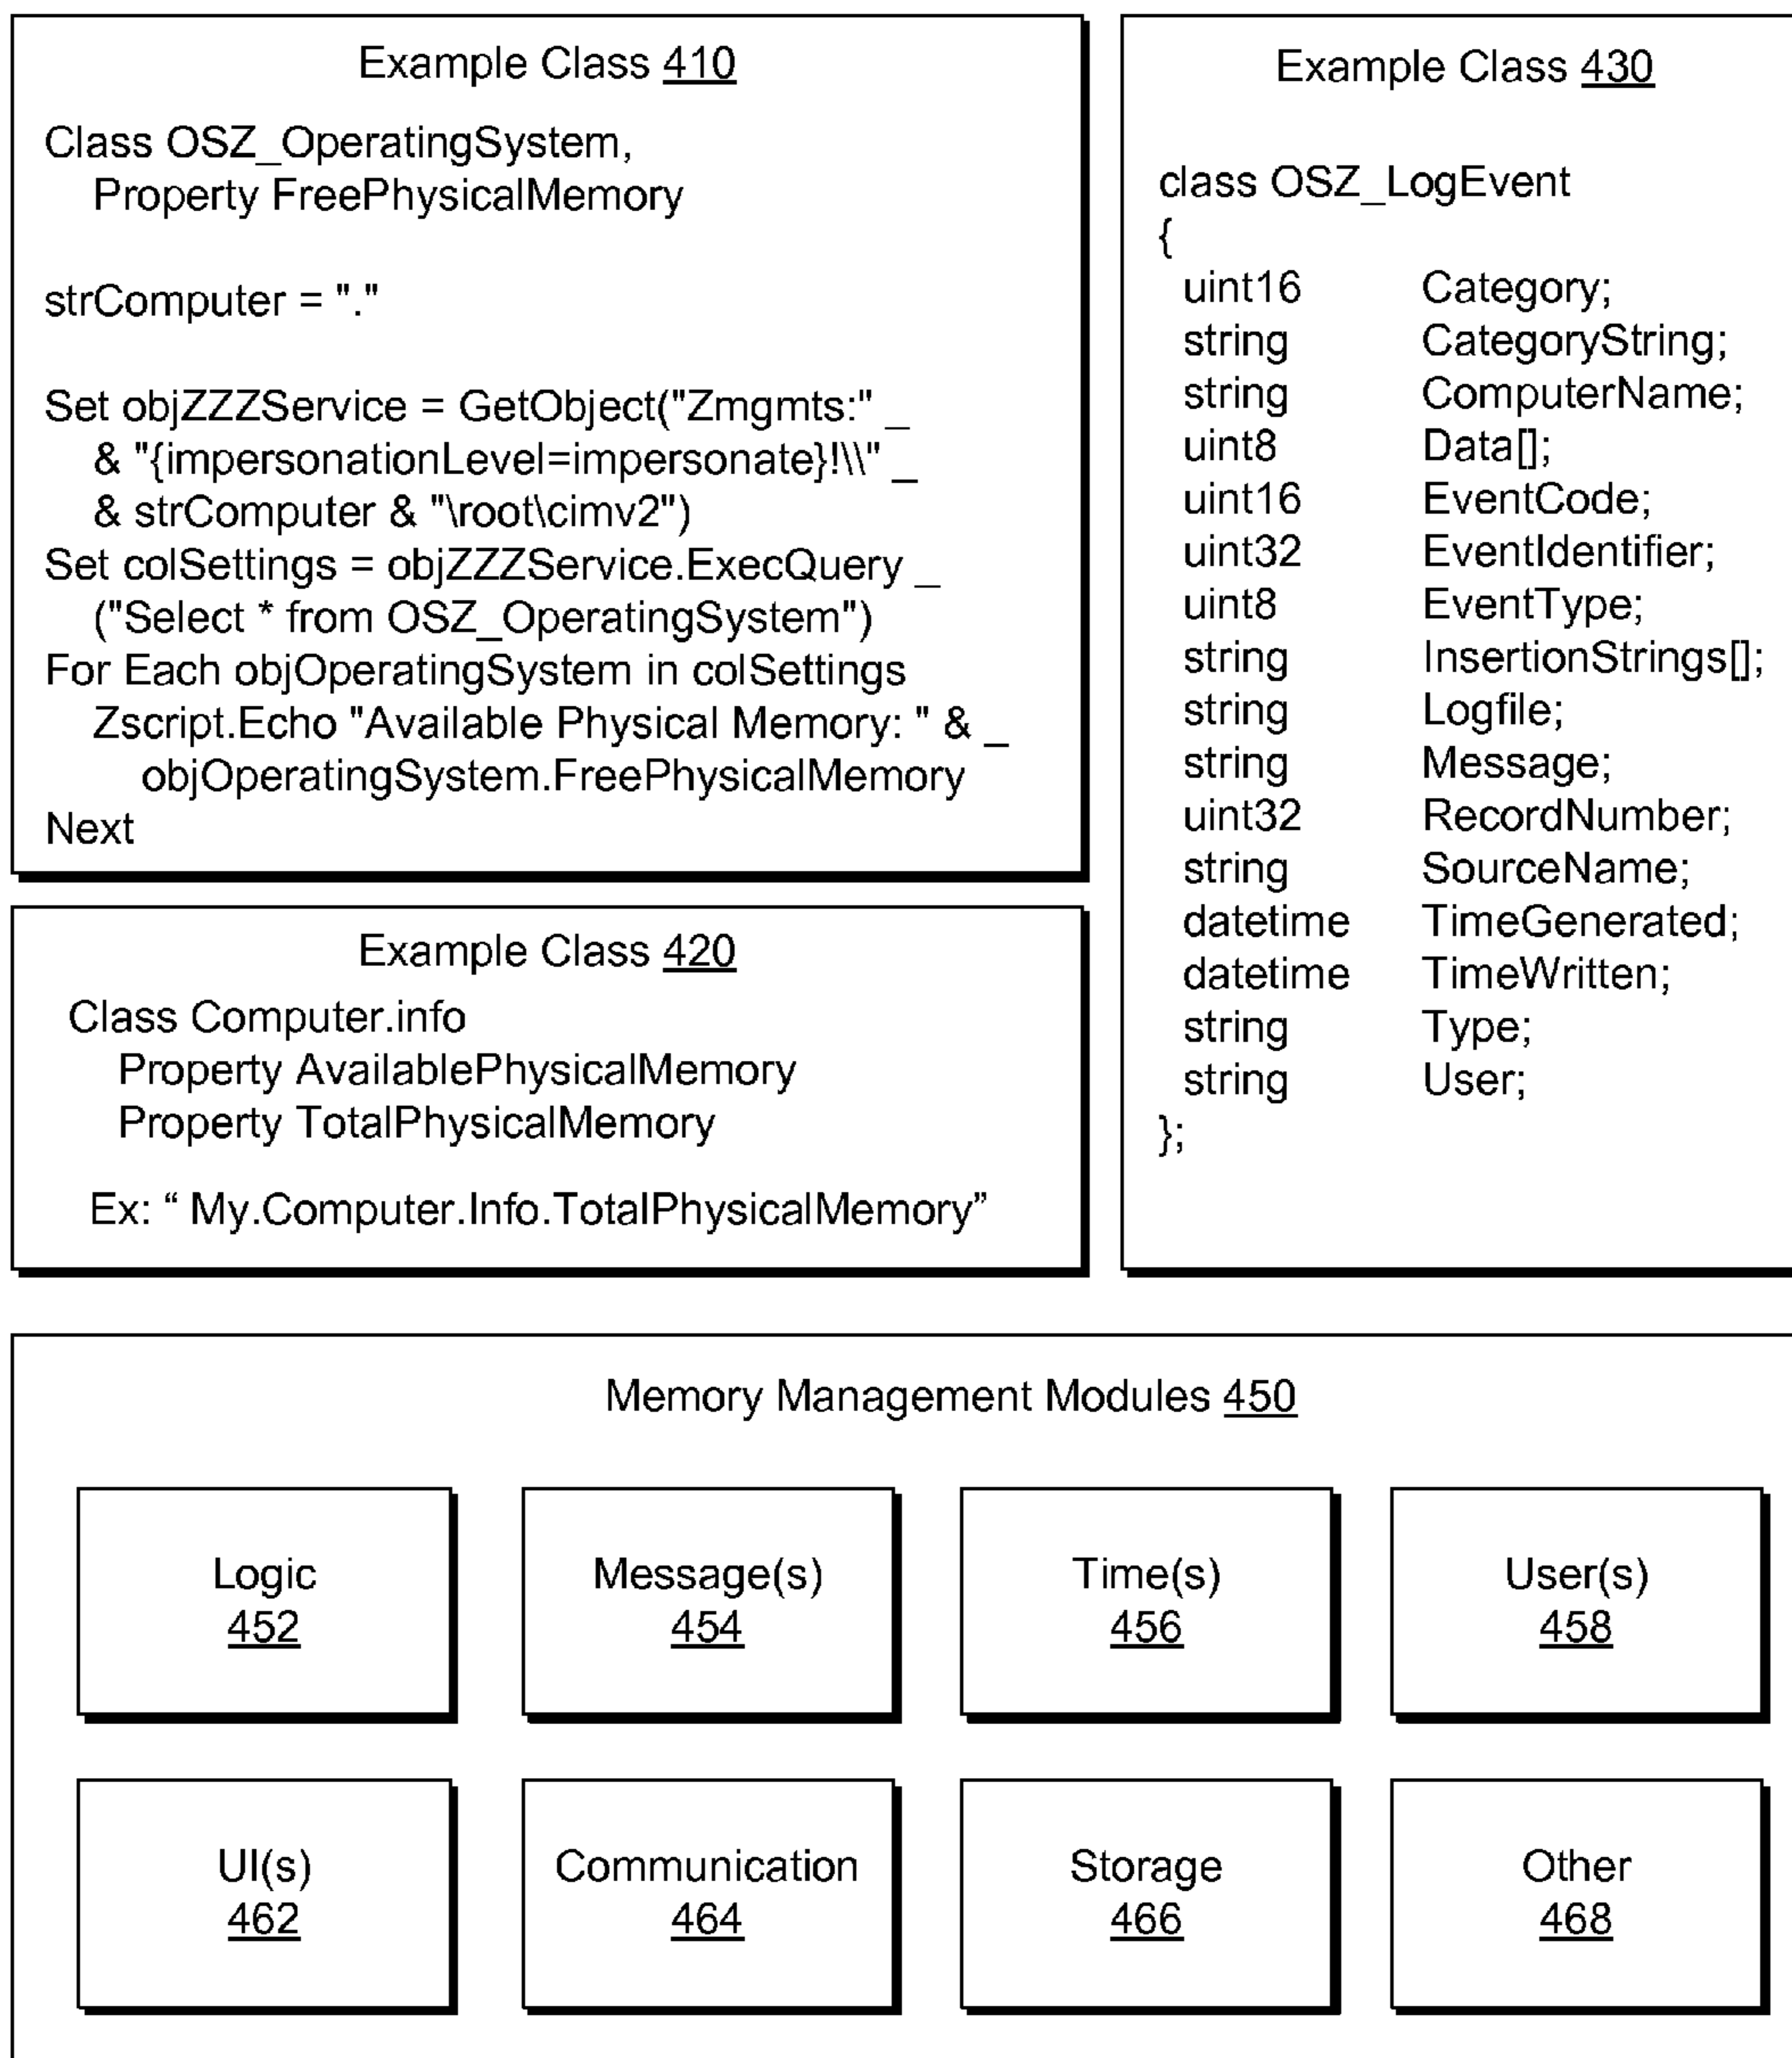 Example Class 410
Class OSZ_OperatingSystem,
Property FreePhysicalMemory
strComputer = "."
Set objZZZService = GetObject("Zmgmts:" _
& "{impersonationLevel=impersonate}!\\" _
& strComputer & "\root\cimv2")
Set colSettings = objZZZService.ExecQuery _
("Select * from OSZ_OperatingSystem")
For Each objOperatingSystem in colSettings
Zscript.Echo "Available Physical Memory: " & _
objOperatingSystem.FreePhysicalMemory
Next
Example Class 420
Class Computer.info
Property AvailablePhysicalMemory
Property TotalPhysicalMemory
Ex: “ My.Computer.Info.TotalPhysicalMemory”
Example Class 430
class OSZ_LogEvent
{
uint16 Category;
string CategoryString;
string ComputerName;
uint8 Data[];
uint16 EventCode;
uint32 EventIdentifier;
uint8 EventType;
string InsertionStrings[];
string Logfile;
string Message;
uint32 RecordNumber;
string SourceName;
datetime TimeGenerated;
datetime TimeWritten;
string Type;
string User;
};
Memory Management Modules 450
Logic
452
Message(s)
454
Time(s)
456
User(s)
458
UI(s)
462
Communication
464
Storage
466
Other
468